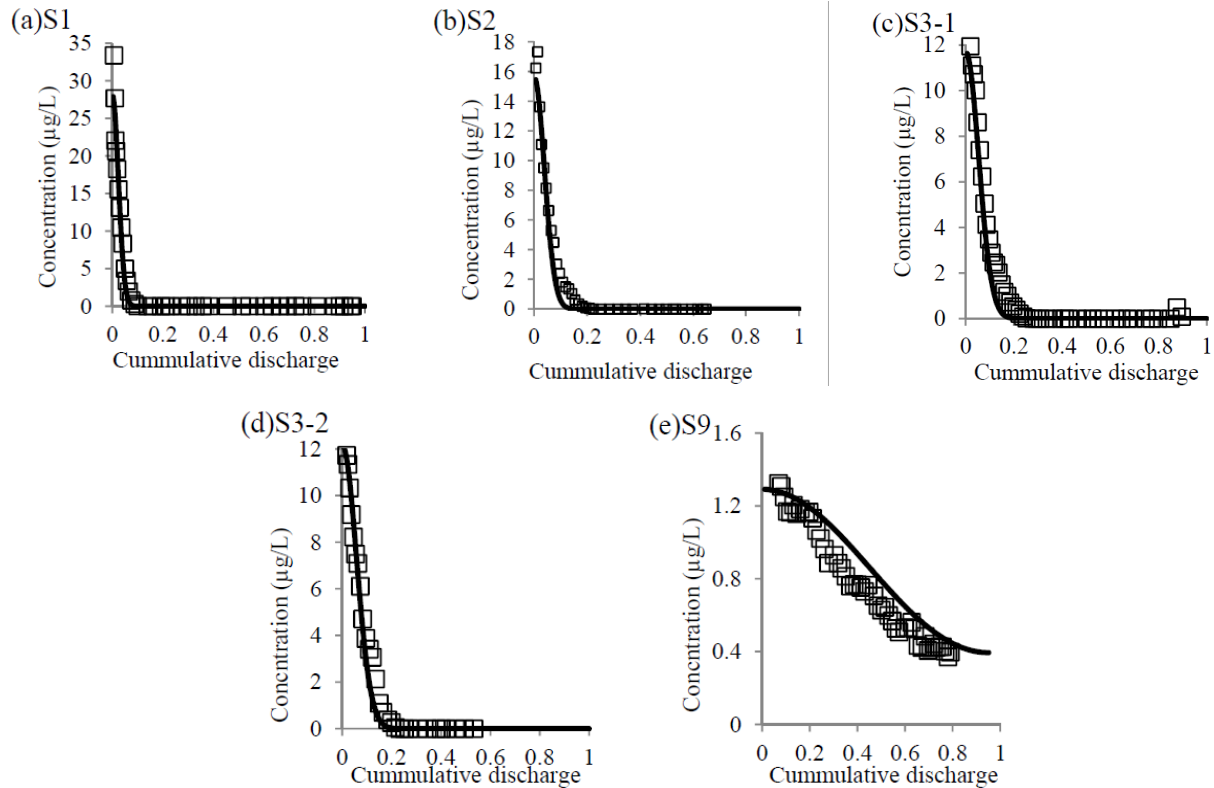 (a)S1
Concentration (µg/L)
35
30
25
20
15
10
5
0
0 0.2 0.4 0.6 0.8 1
Cummulative discharge
(b)S2
Concentration (µg/L)
18
16
14
12
10
8
6
4
2
0
0 0.2 0.4 0.6 0.8 1
Cummulative discharge
(c)S3-1
Concncentration (µg/L)
12
10
8
6
4
2
0
0 0.2 0.4 0.6 0.8 1
Cummulative discharge
(d)S3-2
Concntration (µg/L)
12
10
8
6
4
2
0
0 0.2 0.4 0.6 0.8 1
Cummulative discharge
(e)S9
Concntration (µg/L)
1.6
1.2
0.8
0.4
0
0 0.2 0.4 0.6 0.8 1
Cummulative discharge